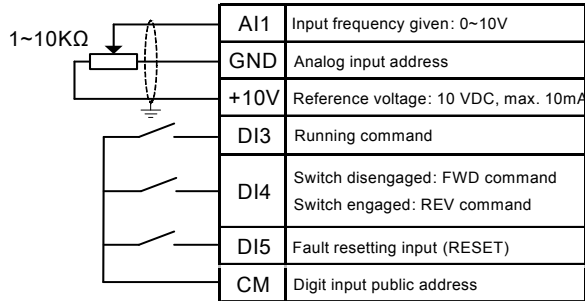 1~10KΩ
AI1 Input frequency given: 0~10V
GND Analog input address
+10V Reference voltage: 10 VDC, max. 10mA
DI3 Running command
DI4 Switch disengaged: FWD command
Switch engaged: REV command
DI5 Fault resetting input (RESET)
CM Digit input public address